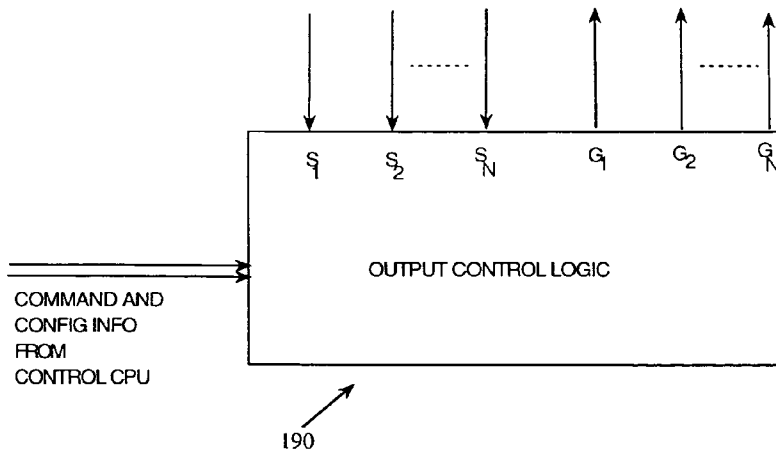 S1 S2 SN G1 G2 GN
OUTPUT CONTROL LOGIC
COMMAND AND
CONFIG INFO
FROM
CONTROL CPU
190